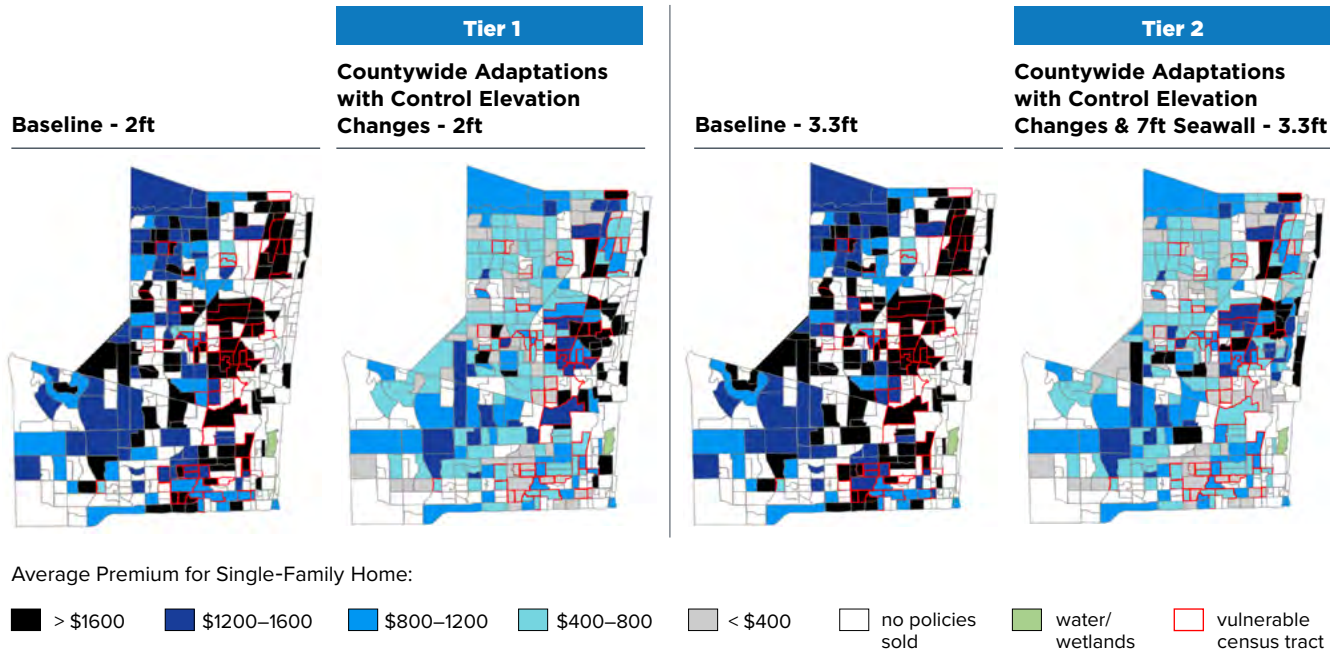 Tier 1
Tier 2
Baseline - 2ft
Countywide Adaptations
with Control Elevation
Changes - 2ft
Baseline - 3.3ft
Countywide Adaptations
with Control Elevation
Changes & 7ft Seawall - 3.3ft
Average Premium for Single-Family Home:
> $1600
$1200–1600
$800–1200
$400–800
< $400
no policies
sold
water/
wetlands
vulnerable
census tract